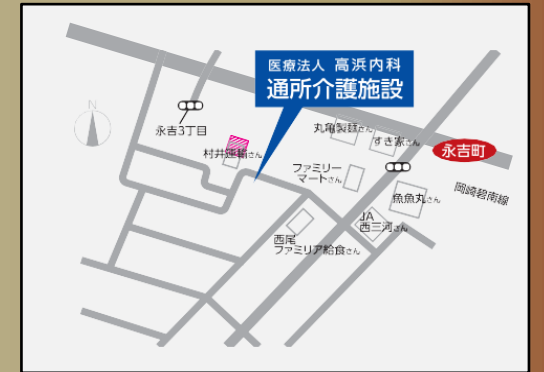 医療法人 高浜内科
通所介護施設
N
永吉3丁目
村井運輸さん
丸亀製麺さん
すき家さん
永吉町
ファミリー
マートさん
魚魚丸さん
岡崎碧南線
JA
西三河さん
西尾
ファミリア給食さん